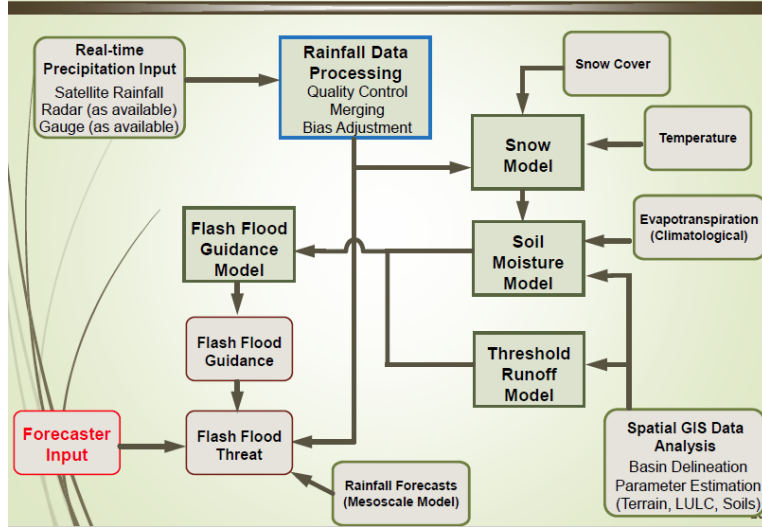 Real-time
Precipitation Input
Satellite Rainfall
Radar (as available)
Gauge (as available)
Rainfall Data
Processing
Quality Control
Merging
Bias Adjustment
Snow Cover
Snow
Model
Temperature
Flash Flood
Guidance
Model
Soil
Moisture
Model
Evapotranspiration
(Climatological)
Flash Flood
Guidance
Threshold
Runoff
Model
Forecaster
Input
Flash Flood
Threat
Rainfall Forecasts
(Mesoscale Model)
Spatial GIS Data
Analysis
Basin Delineation
Parameter Estimation
(Terrain, LULC, Soils)